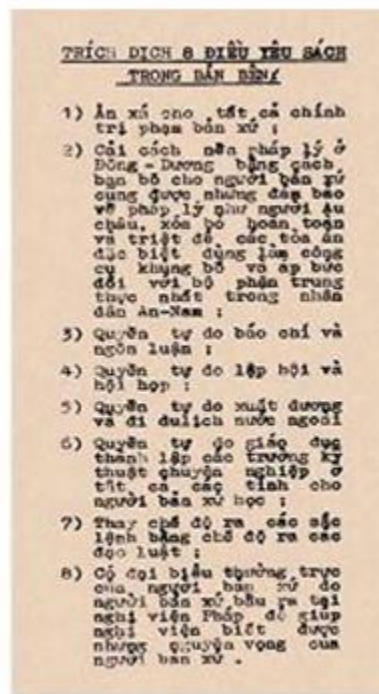 TRÍCH DỊCH 8 ĐIỀU YÊU SÁCH
TRONG BẢN BÊN:
1) Ân xá cho tất cả chính
trị phạm bản xứ ;
2) Cải cách nền pháp lý ở
Đông - Dương bằng cách
ban bố cho người bản xứ
cũng được những đảm bảo
về pháp lý như người Âu
châu, xóa bỏ hoàn toàn
và triệt để các tòa án
đặc biệt dùng làm công
cụ khủng bố và áp bức
đối với bộ phận trung
thực nhất trong nhân
dân An-Nam ;
3) Quyền tự do báo chí và
ngôn luận ;
4) Quyền tự do lập hội và
hội họp ;
5) Quyền tự do xuất dương
và đi du lịch nước ngoài
6) Quyền tự do giáo dục
thành lập các trường kỹ
thuật chuyên nghiệp ở
tất cả các tỉnh cho
người bản xứ học ;
7) Thay chế độ ra các sắc
lệnh bằng chế độ ra các
đạo luật ;
8) Có đại biểu thường trực
của người bản xứ do
người bản xứ bầu ra tại
nghị viện Pháp để giúp
nghị viện biết được
những nguyện vọng của
người bản xứ .